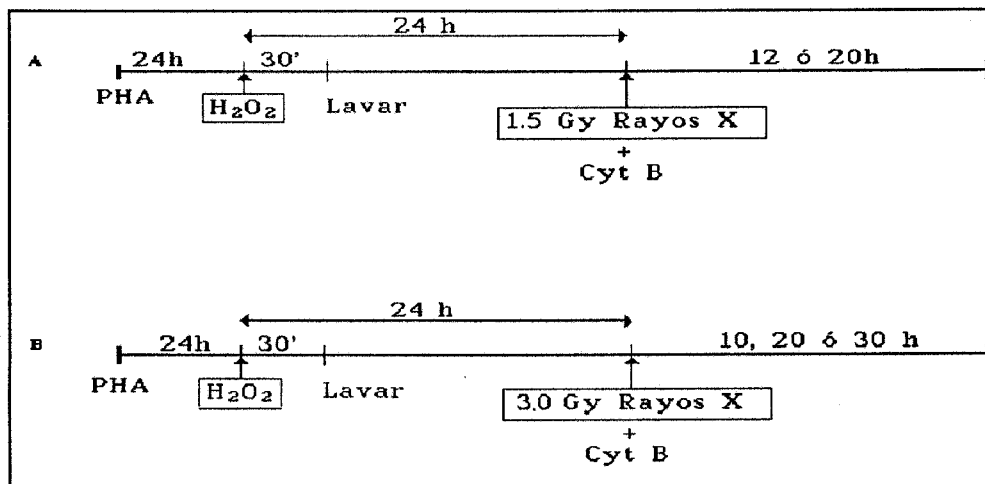 24 h
A
24h 30' 12 ó 20h
PHA H₂O₂ Lavar 1.5 Gy Rayos X
+
Cyt B
24 h
B
24h 30' 10, 20 ó 30 h
PHA H₂O₂ Lavar 3.0 Gy Rayos X
+
Cyt B